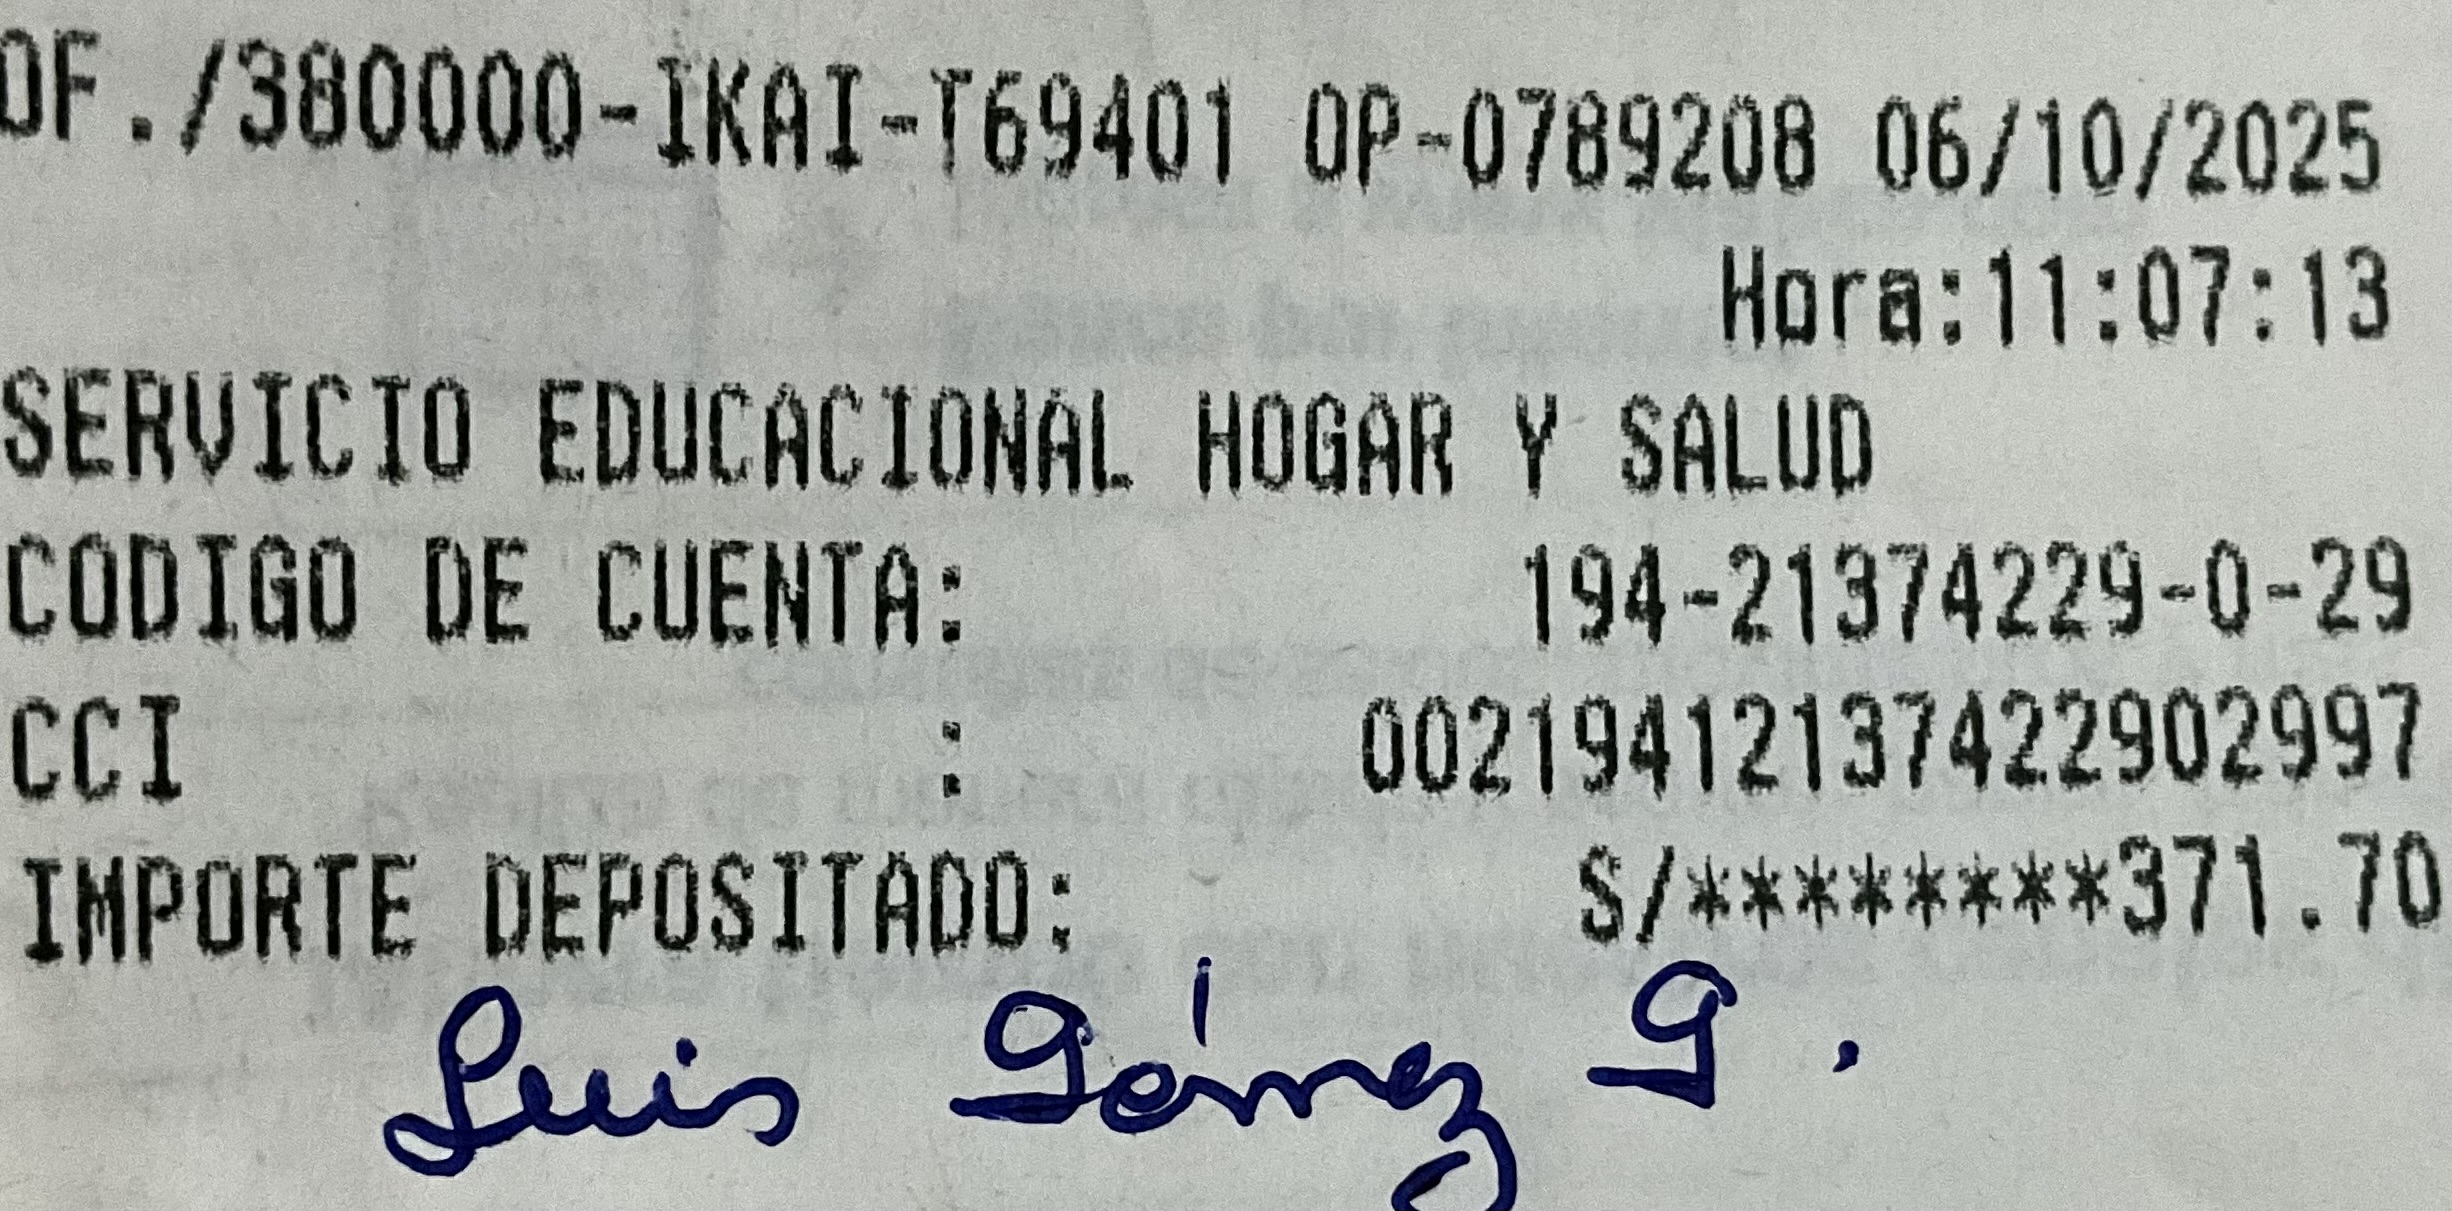 OF./380000-IKAI-T69401 OP-0789208 06/10/2025
Hora:11:07:13
SERVICIO EDUCACIONAL HOGAR Y SALUD
CODIGO DE CUENTA: 194-21374229-0-29
CCI : 00219412137422902997
IMPORTE DEPOSITADO: S/********371.70
Luis Gómez G.